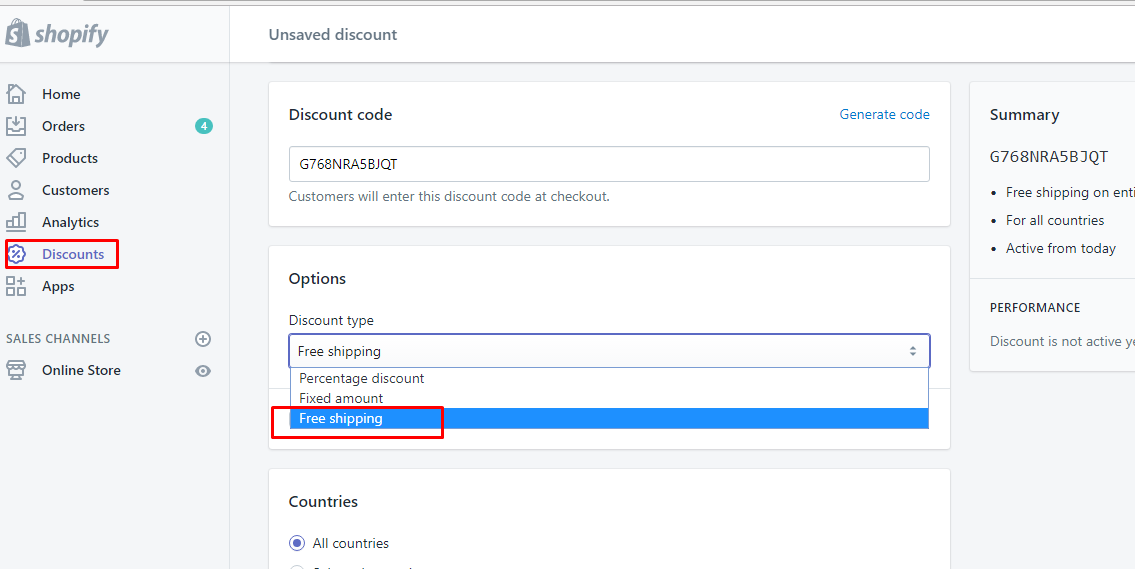 shopify
Unsaved discount
Home
Orders 4
Products
Customers
Analytics
Discounts
Apps
SALES CHANNELS
Online Store
Discount code Generate code
G768NRA5BJQT
Customers will enter this discount code at checkout.
Options
Discount type
Free shipping
Percentage discount
Fixed amount
Free shipping
Countries
All countries
Summary
G768NRA5BJQT
• Free shipping on enti
• For all countries
• Active from today
PERFORMANCE
Discount is not active ye